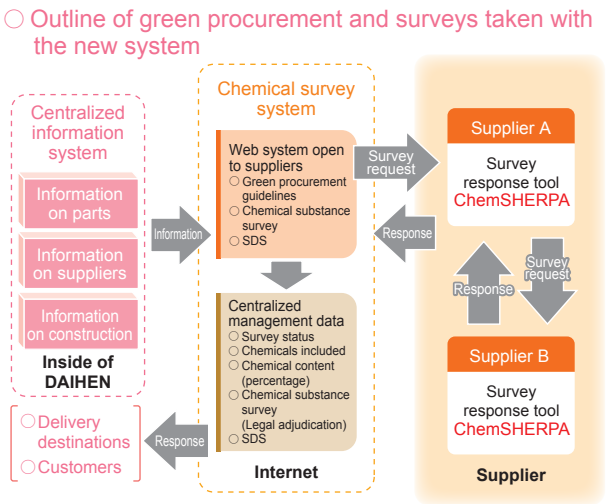 ○ Outline of green procurement and surveys taken with
the new system
Centralized
information
system
Information
on parts
Information
on suppliers
Information
on construction
Inside of
DAIHEN
Information
Chemical survey
system
Web system open
to suppliers
○ Green procurement
guidelines
○ Chemical substance
survey
○ SDS
Centralized
management data
○ Survey status
○ Chemicals included
○ Chemical content
(percentage)
○ Chemical substance
survey
(Legal adjudication)
○ SDS
Internet
Survey
request
Response
Supplier A
Survey
response tool
ChemSHERPA
Response
Survey
request
Supplier B
Survey
response tool
ChemSHERPA
Supplier
Response
○ Delivery
destinations
○ Customers